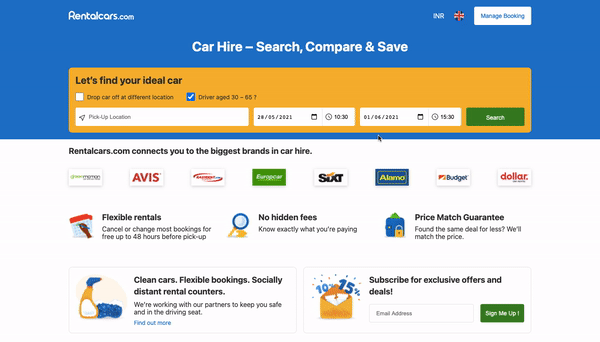 Rentalcars.com
INR
Manage Booking
Car Hire – Search, Compare & Save
Let's find your ideal car
Drop car off at different location
Driver aged 30 – 65 ?
Pick-Up Location
28/05/2021
10:30
01/06/2021
15:30
Search
Rentalcars.com connects you to the biggest brands in car hire.
green motion
AVIS
Europcar
SIXT
Alamo
Budget
dollar.
Flexible rentals
Cancel or change most bookings for
free up to 48 hours before pick-up
No hidden fees
Know exactly what you're paying
Price Match Guarantee
Found the same deal for less? We'll
match the price.
Clean cars. Flexible bookings. Socially
distant rental counters.
We're working with our partners to keep you safe
and in the driving seat.
Find out more
10%
15%
Subscribe for exclusive offers and
deals!
Email Address
Sign Me Up !